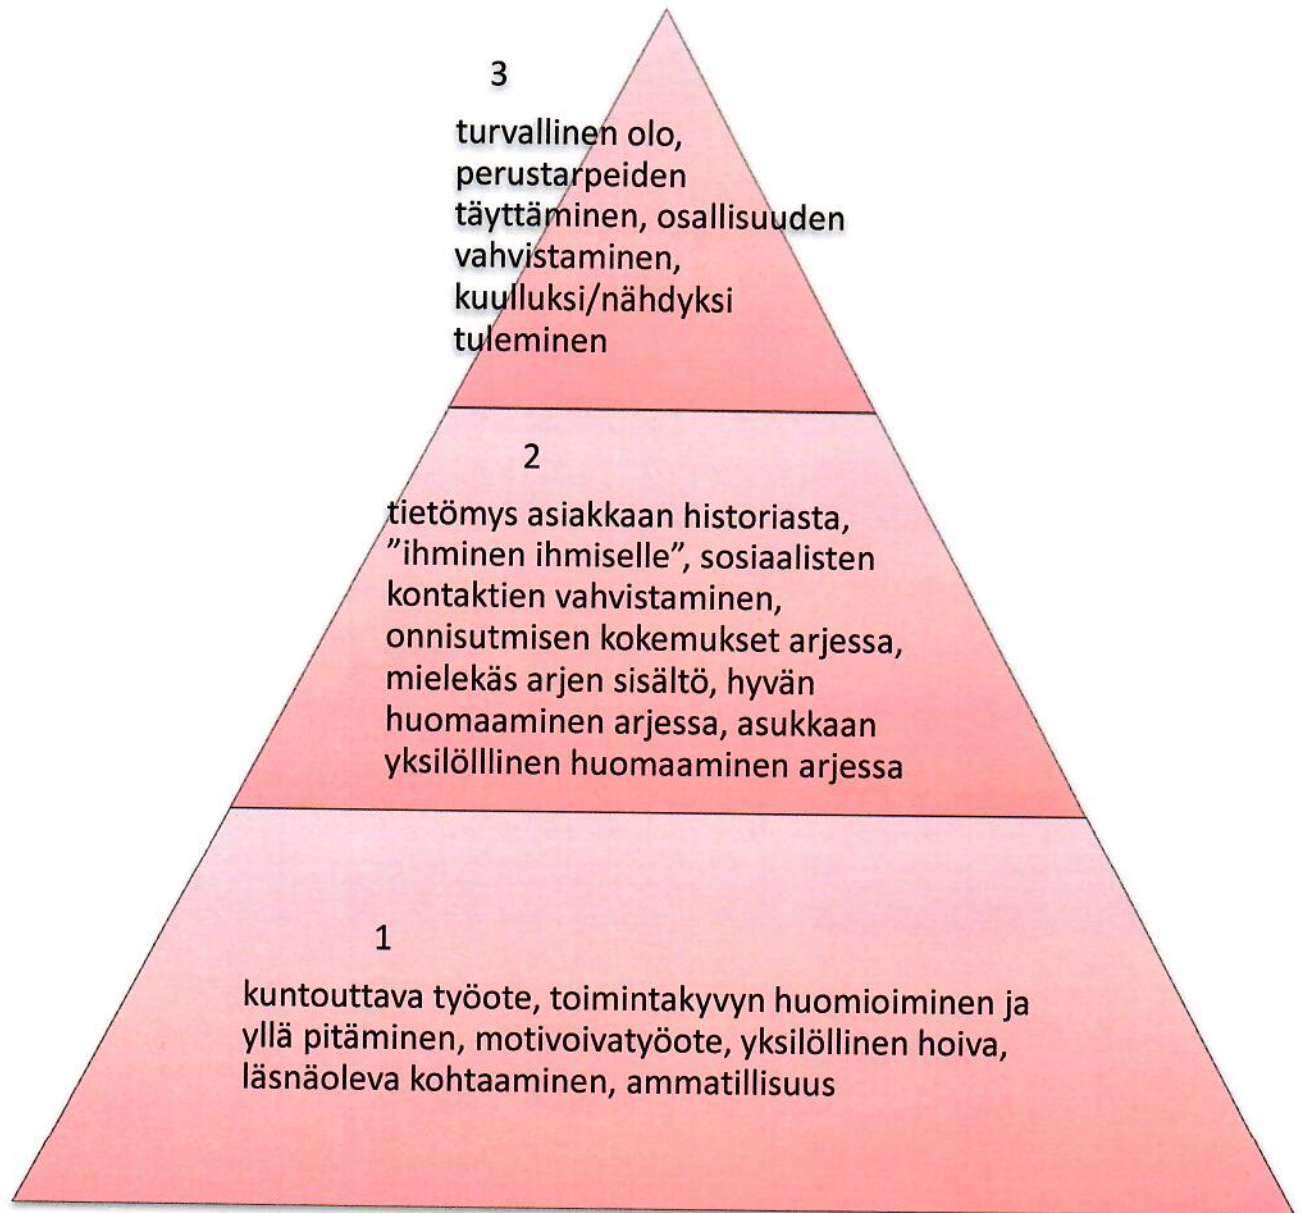 3
turvallinen olo,
perustarpeiden
täyttäminen, osallisuuden
vahvistaminen,
kuulluksi/nähdyksi
tuleminen
2
tietömys asiakkaan historiasta,
”ihminen ihmiselle”, sosiaalisten
kontaktien vahvistaminen,
onnisutmisen kokemukset arjessa,
mielekäs arjen sisältö, hyvän
huomaaminen arjessa, asukkaan
yksilölllinen huomaaminen arjessa
1
kuntouttava työote, toimintakyvyn huomioiminen ja
yllä pitäminen, motivoivatyöote, yksilöllinen hoiva,
läsnäoleva kohtaaminen, ammatillisuus